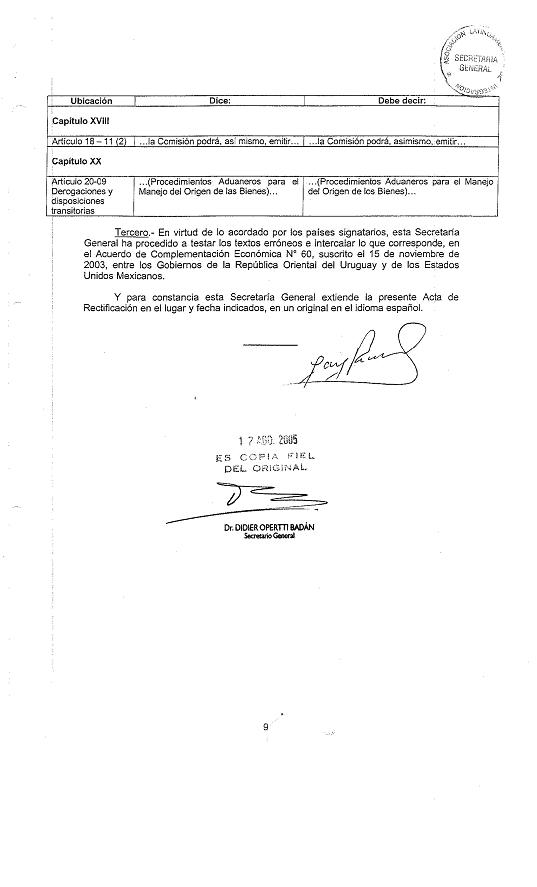 ASOCIACION LATINOAM
SECRETARIA
GENERAL
INTEGRACION
Ubicación Dice: Debe decir:
Capítulo XVIII
Artículo 18 – 11 (2) …la Comisión podrá, así mismo, emitir… …la Comisión podrá, asimismo, emitir…
Capítulo XX
Artículo 20-09 …(Procedimientos Aduaneros para el …(Procedimientos Aduaneros para el Manejo
Derogaciones y Manejo del Origen de las Bienes)… del Origen de los Bienes)…
disposiciones
transitorias
Tercero.- En virtud de lo acordado por los países signatarios, esta Secretaría
General ha procedido a testar los textos erróneos e intercalar lo que corresponde, en
el Acuerdo de Complementación Económica N° 60, suscrito el 15 de noviembre de
2003, entre los Gobiernos de la República Oriental del Uruguay y de los Estados
Unidos Mexicanos.
Y para constancia esta Secretaría General extiende la presente Acta de
Rectificación en el lugar y fecha indicados, en un original en el idioma español.
17 AGO. 2005
ES COPIA FIEL
DEL ORIGINAL
Dr. DIDIER OPERTTI BADÁN
Secretario General
9